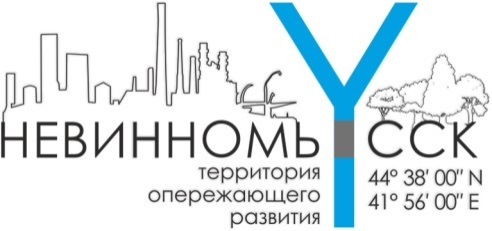 НЕВИННОМЫССК
территория
опережающего
развития
44° 38' 00'' N
41° 56' 00'' E